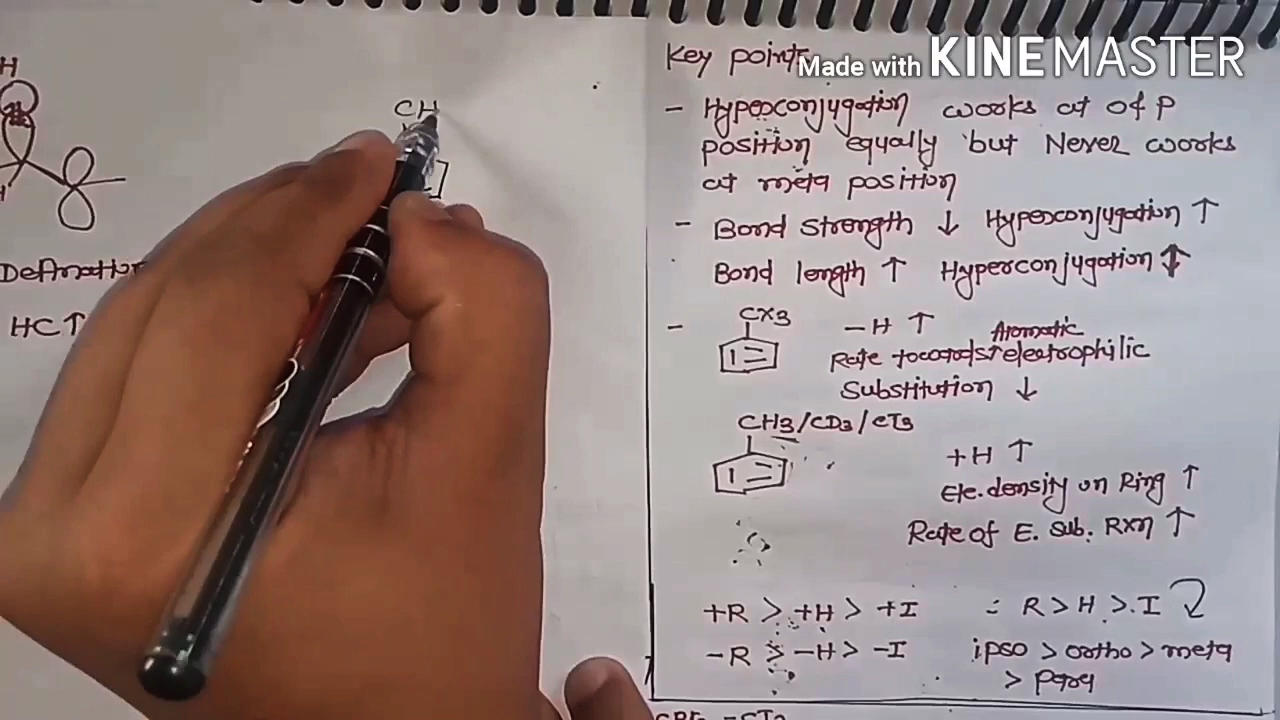 H
H
Defination
HC↑
CH
Key points
Made with KINEMASTER
- Hyperconjugation works at O & P
position equally but Never works
at meta position
- Bond strength ↓ Hyperconjugation ↑
Bond length ↑ Hyperconjugation
- CX3 -H ↑
Aromatic
Rate towards↑electrophilic
Substitution ↓
CH3/CD3/CT3
+H ↑
Ele.density on Ring ↑
Rate of E. Sub. Rxn ↑
+R > +H > +I ∴ R > H > I
-R > -H > -I ipso > ortho > meta
> para